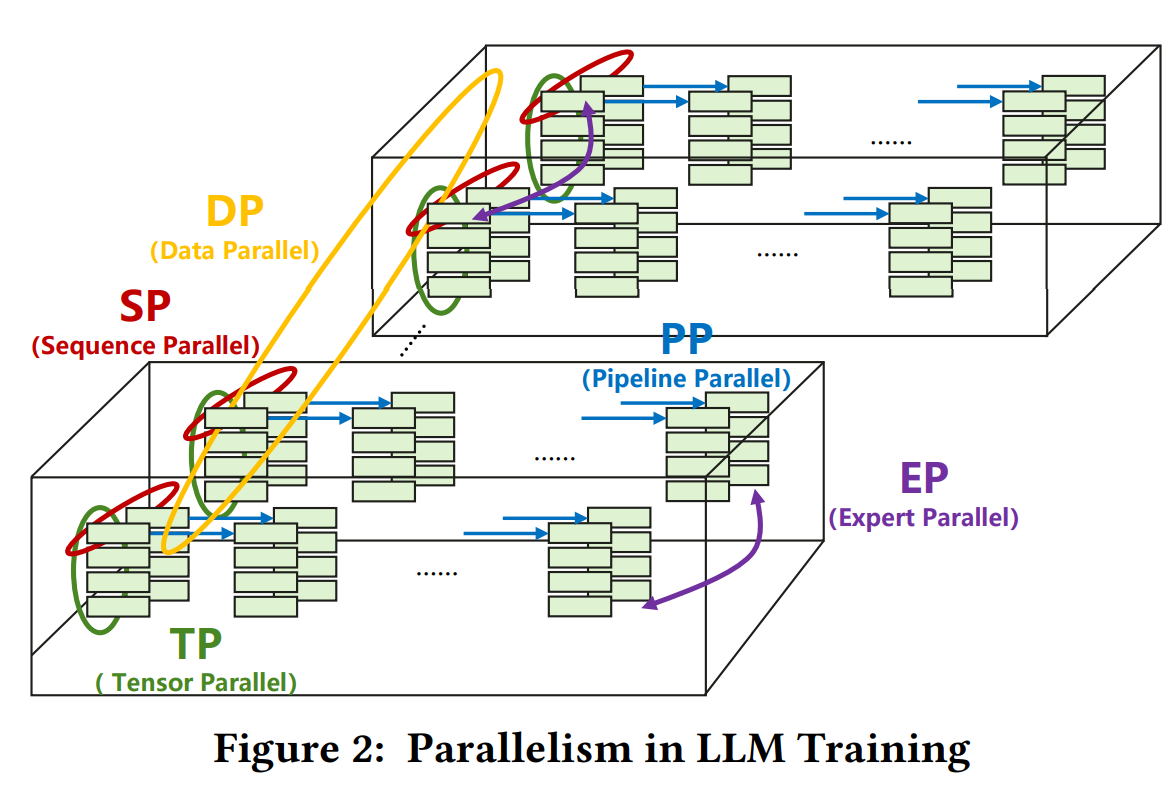 ......
......
DP
(Data Parallel)
SP
(Sequence Parallel)
PP
(Pipeline Parallel)
......
EP
(Expert Parallel)
......
TP
( Tensor Parallel)
Figure 2: Parallelism in LLM Training